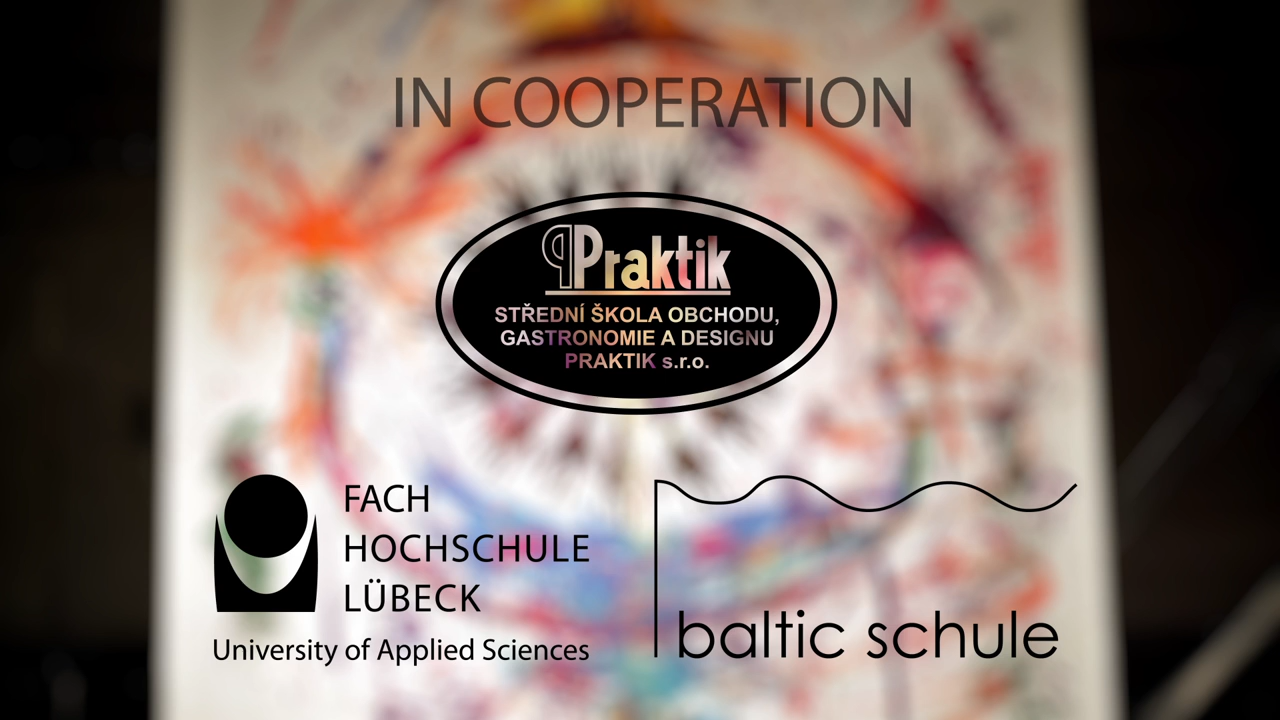 IN COOPERATION
Praktik
STŘEDNÍ ŠKOLA OBCHODU,
GASTRONOMIE A DESIGNU
PRAKTIK s.r.o.
FACH
HOCHSCHULE
LÜBECK
University of Applied Sciences
baltic schule